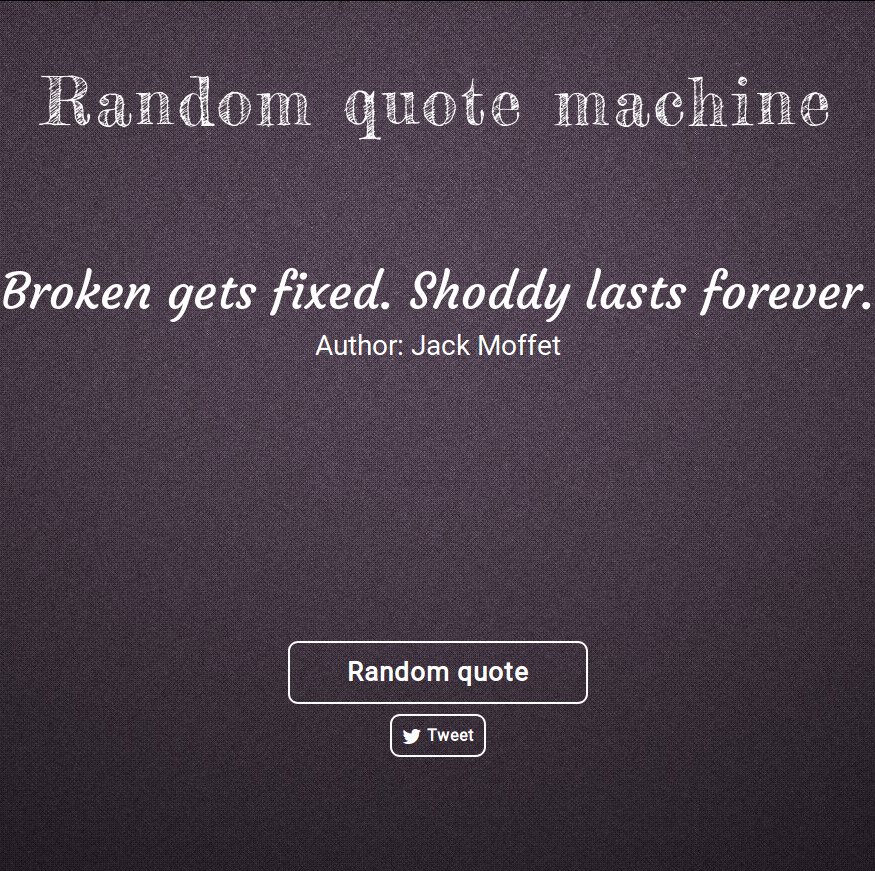 Random quote machine
Broken gets fixed. Shoddy lasts forever.
Author: Jack Moffet
Random quote
Tweet